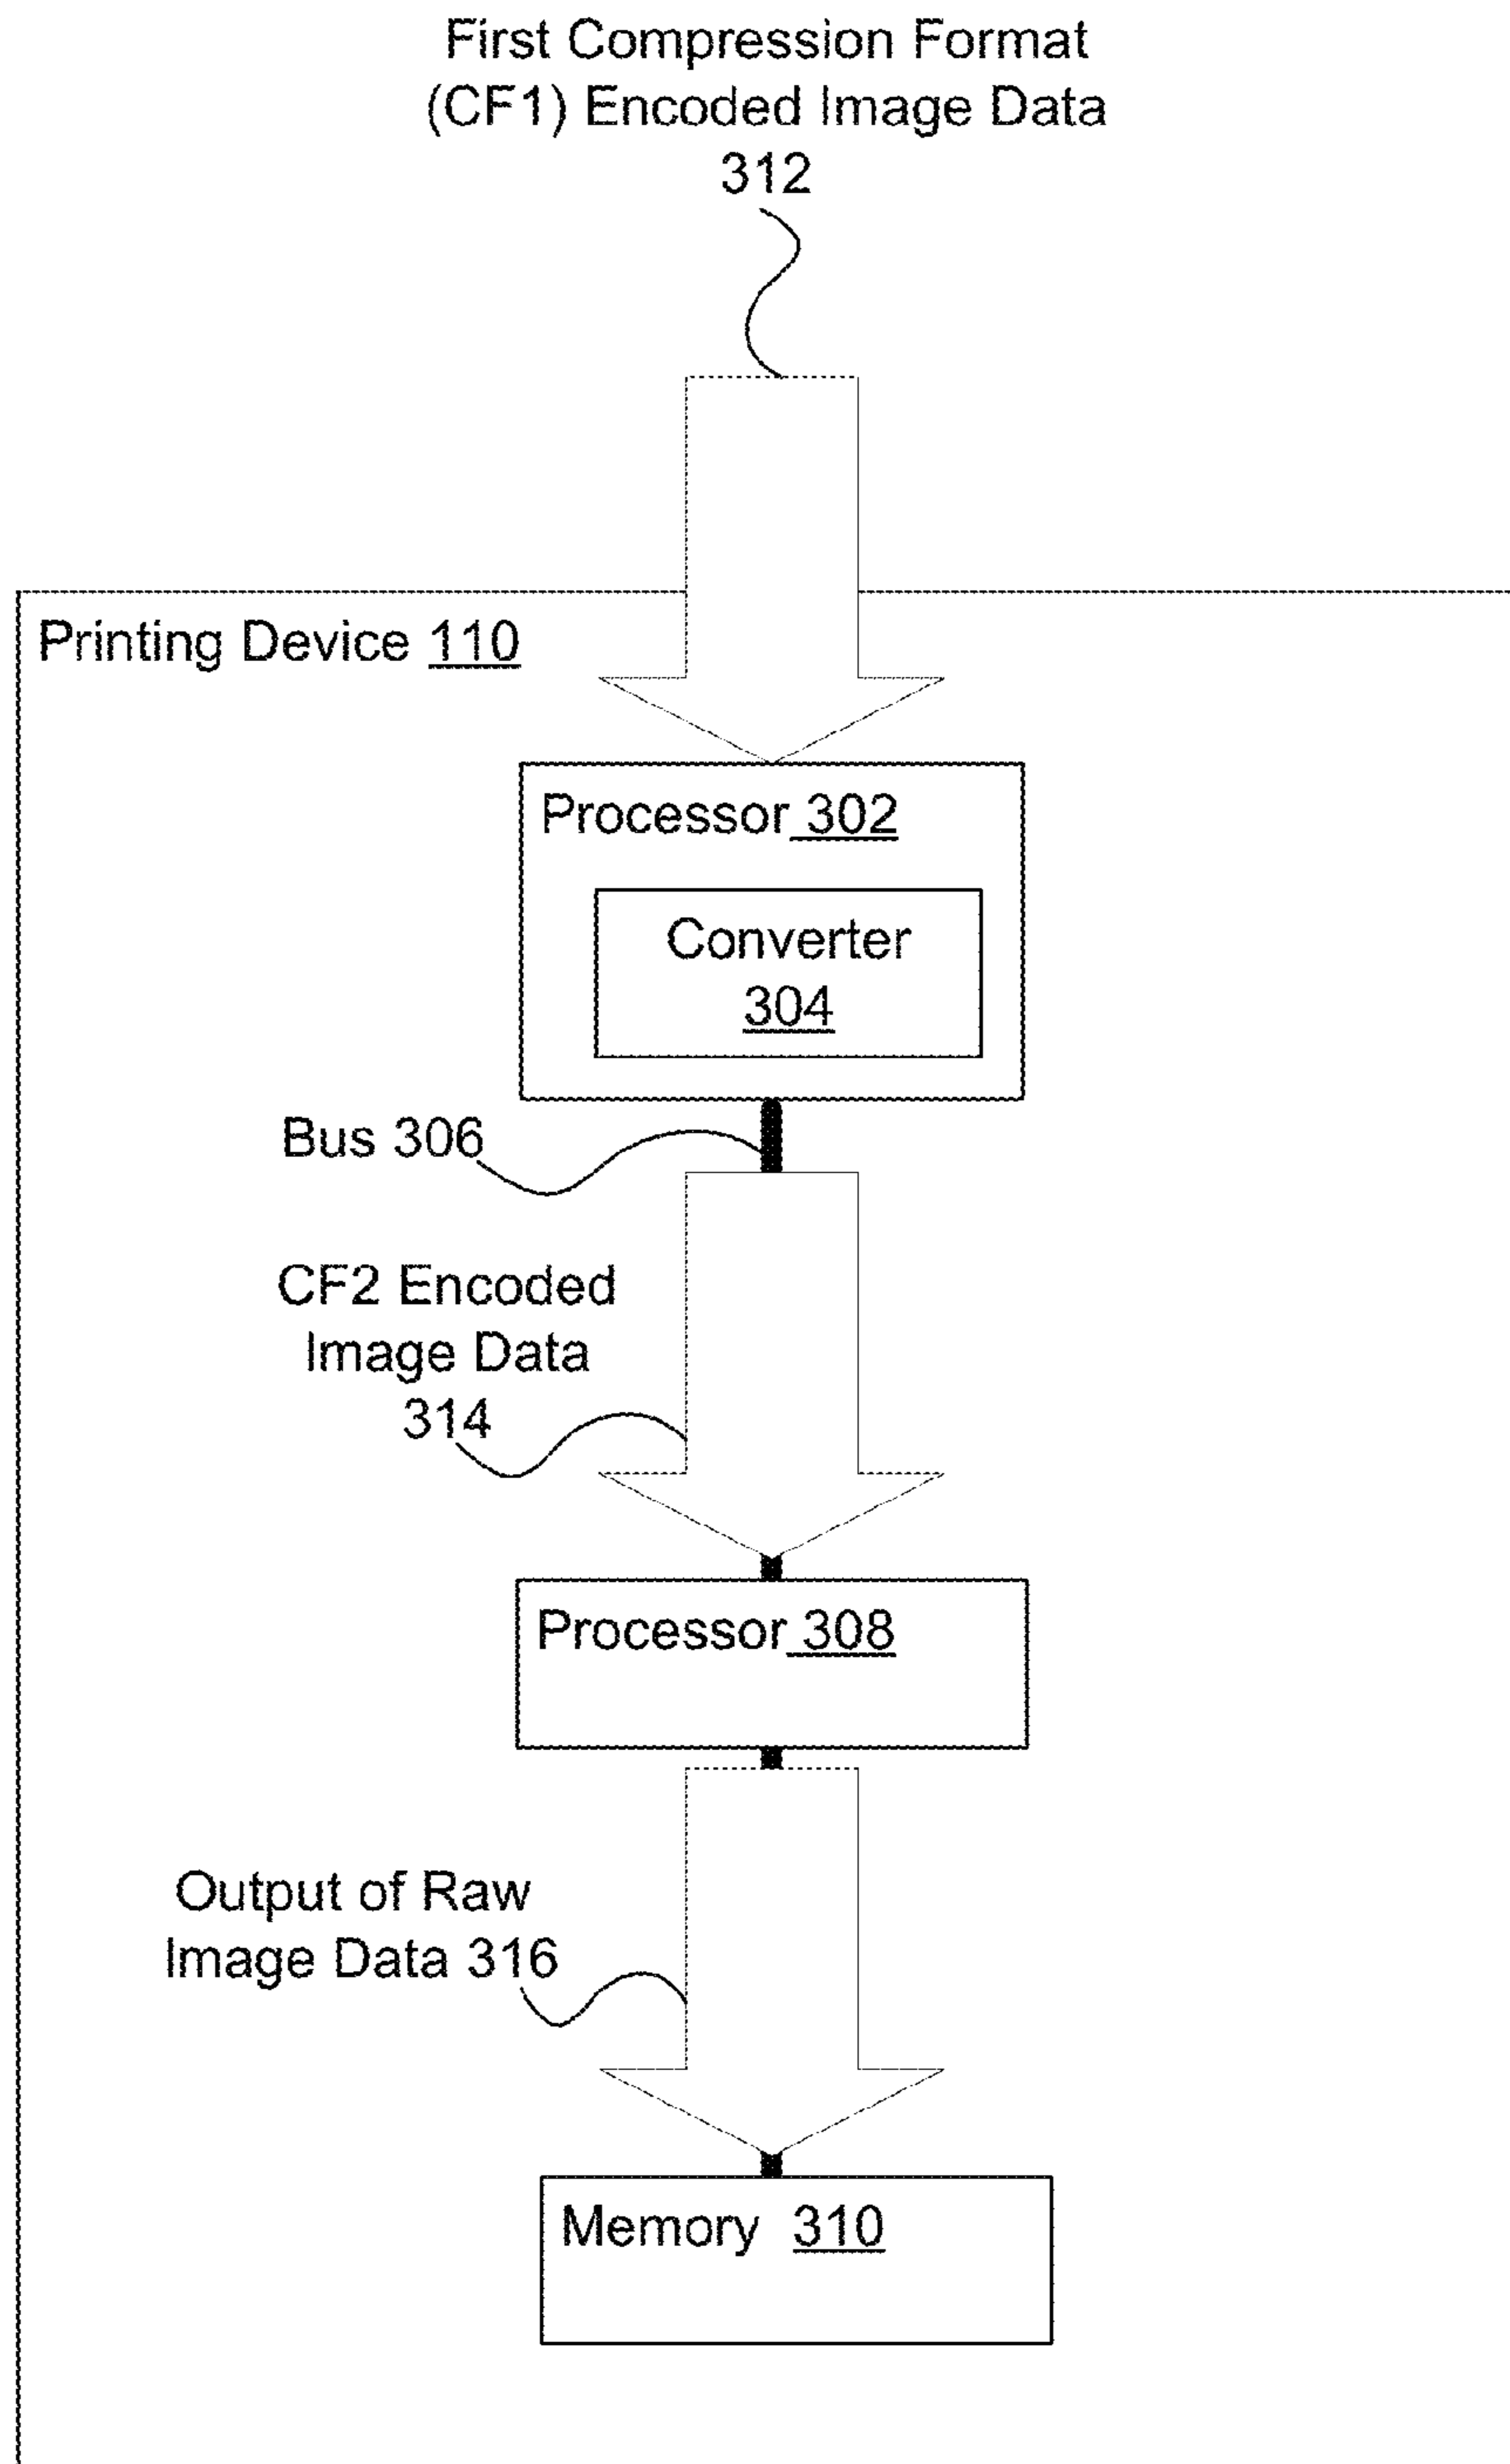 First Compression Format
(CF1) Encoded Image Data
312
Printing Device 110
Processor 302
Converter
304
Bus 306
CF2 Encoded
Image Data
314
Processor 308
Output of Raw
Image Data 316
Memory 310